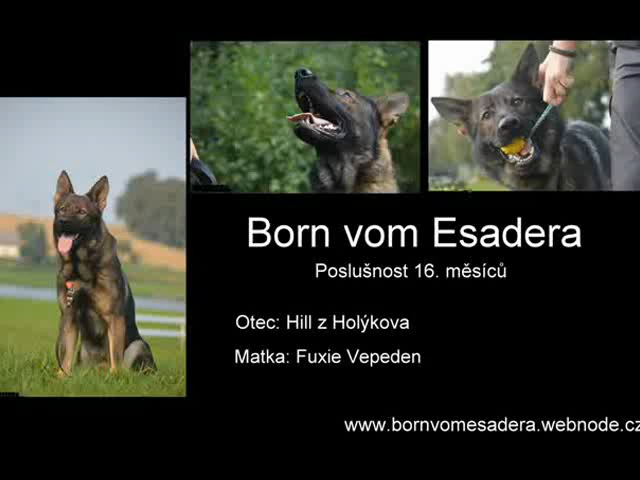 Born vom Esadera
Poslušnost 16. měsíců
Otec: Hill z Holýkova
Matka: Fuxie Vepeden
www.bornvomesadera.webnode.cz